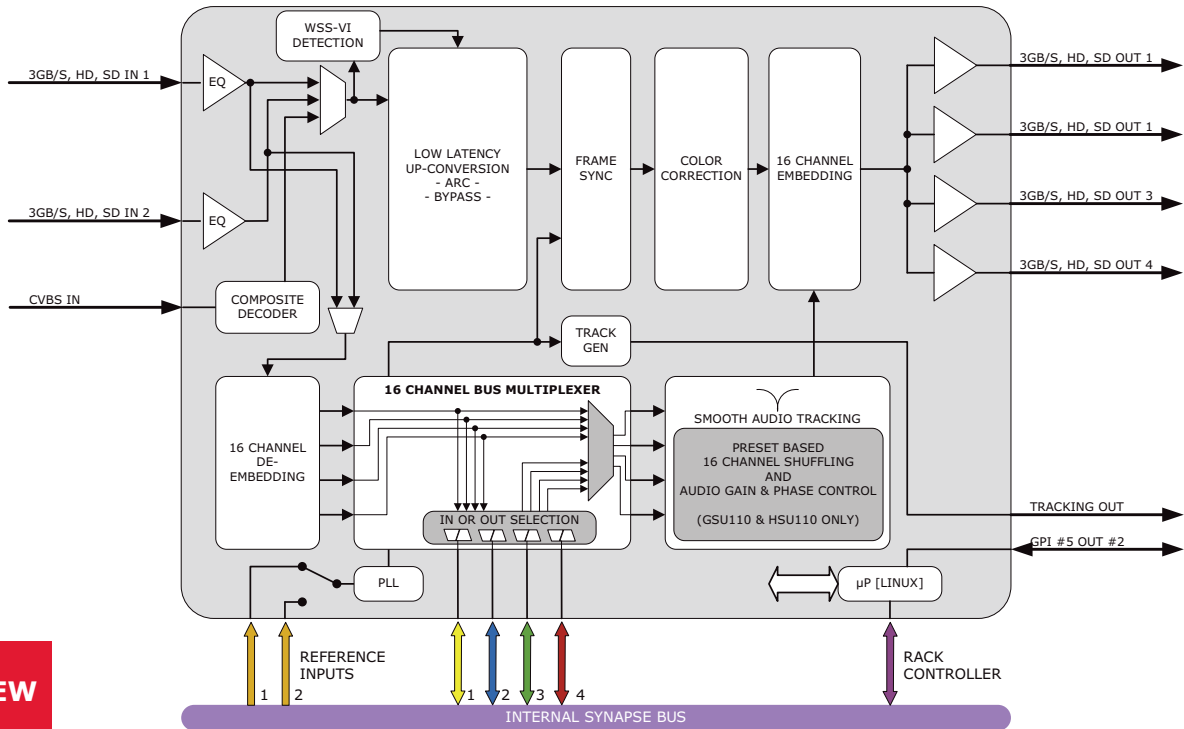 WSS-VI
DETECTION
3GB/S, HD, SD IN 1
EQ
3GB/S, HD, SD OUT 1
3GB/S, HD, SD OUT 1
LOW LATENCY
UP-CONVERSION
- ARC -
- BYPASS -
FRAME
SYNC
COLOR
CORRECTION
16 CHANNEL
EMBEDDING
3GB/S, HD, SD IN 2
EQ
3GB/S, HD, SD OUT 3
3GB/S, HD, SD OUT 4
CVBS IN
COMPOSITE
DECODER
TRACK
GEN
16 CHANNEL
DE-
EMBEDDING
16 CHANNEL BUS MULTIPLEXER
IN OR OUT SELECTION
SMOOTH AUDIO TRACKING
PRESET BASED
16 CHANNEL SHUFFLING
AND
AUDIO GAIN & PHASE CONTROL
(GSU110 & HSU110 ONLY)
TRACKING OUT
GPI #5 OUT #2
PLL
µP [LINUX]
REFERENCE
INPUTS
1
2
1
2
3
4
RACK
CONTROLLER
EW
INTERNAL SYNAPSE BUS